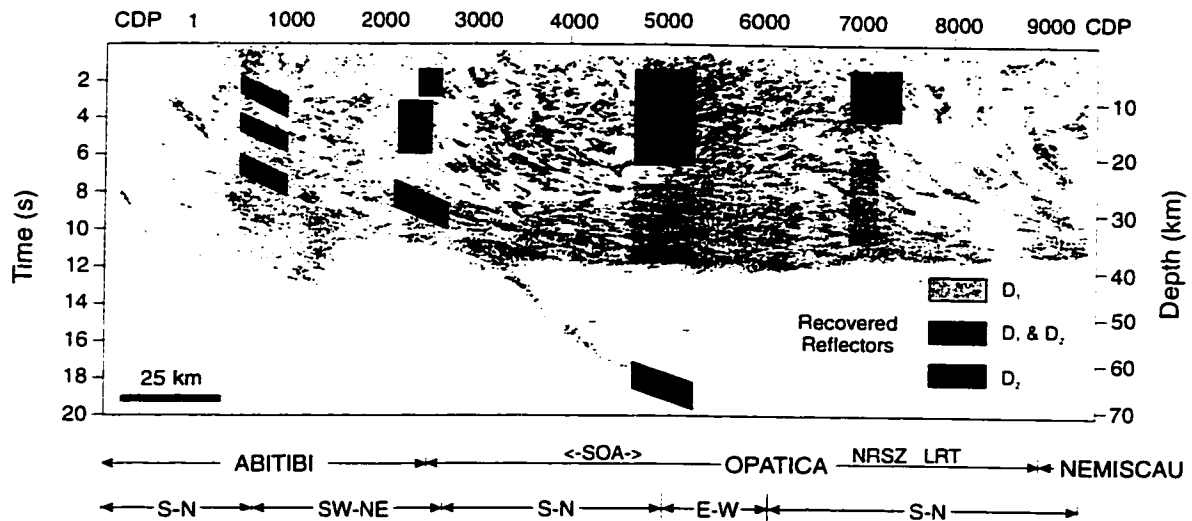 CDP 1 1000 2000 3000 4000 5000 6000 7000 8000 9000 CDP
Time (s)
2
4
6
8
10
12
14
16
18
20
Depth (km)
10
20
30
40
50
60
70
Recovered
Reflectors
D₁
D₁ & D₂
D₂
25 km
ABITIBI <-SOA-> OPATICA NRSZ LRT NEMISCAU
S-N SW-NE S-N E-W S-N